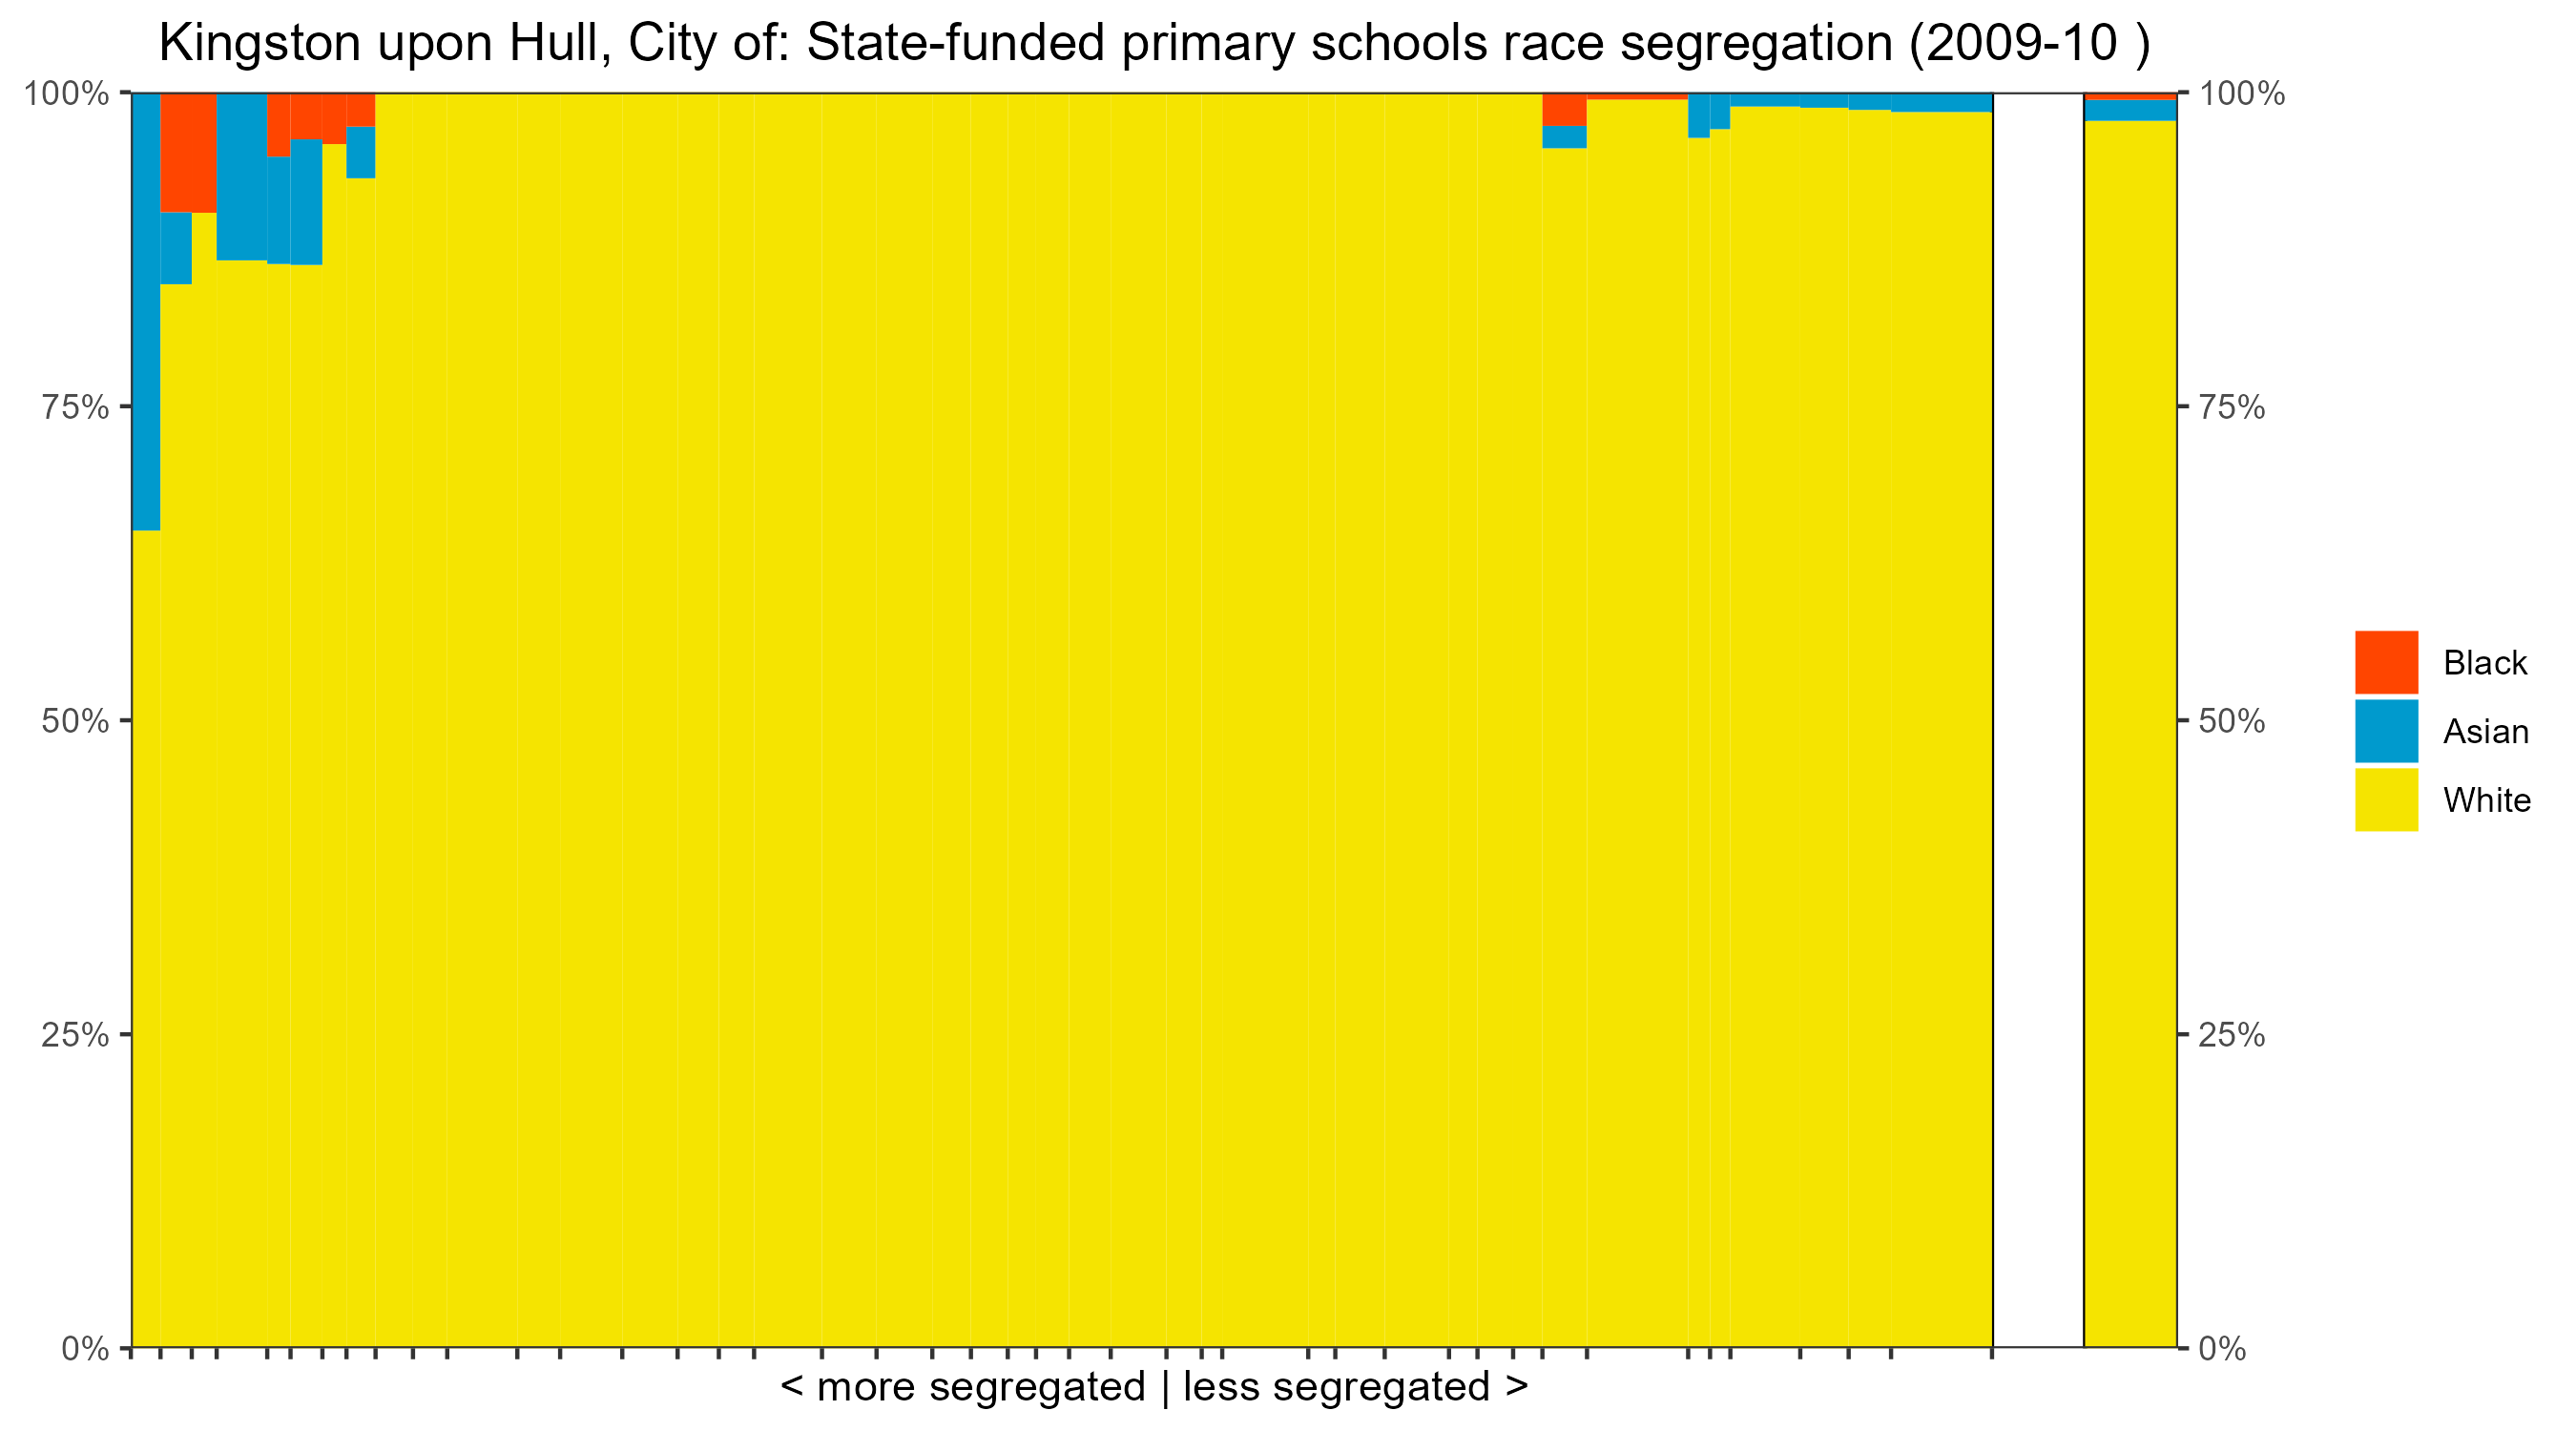 Kingston upon Hull, City of: State-funded primary schools race segregation (2009-10 )
100%
75%
50%
25%
0%
100%
75%
50%
25%
0%
Black
Asian
White
< more segregated | less segregated >